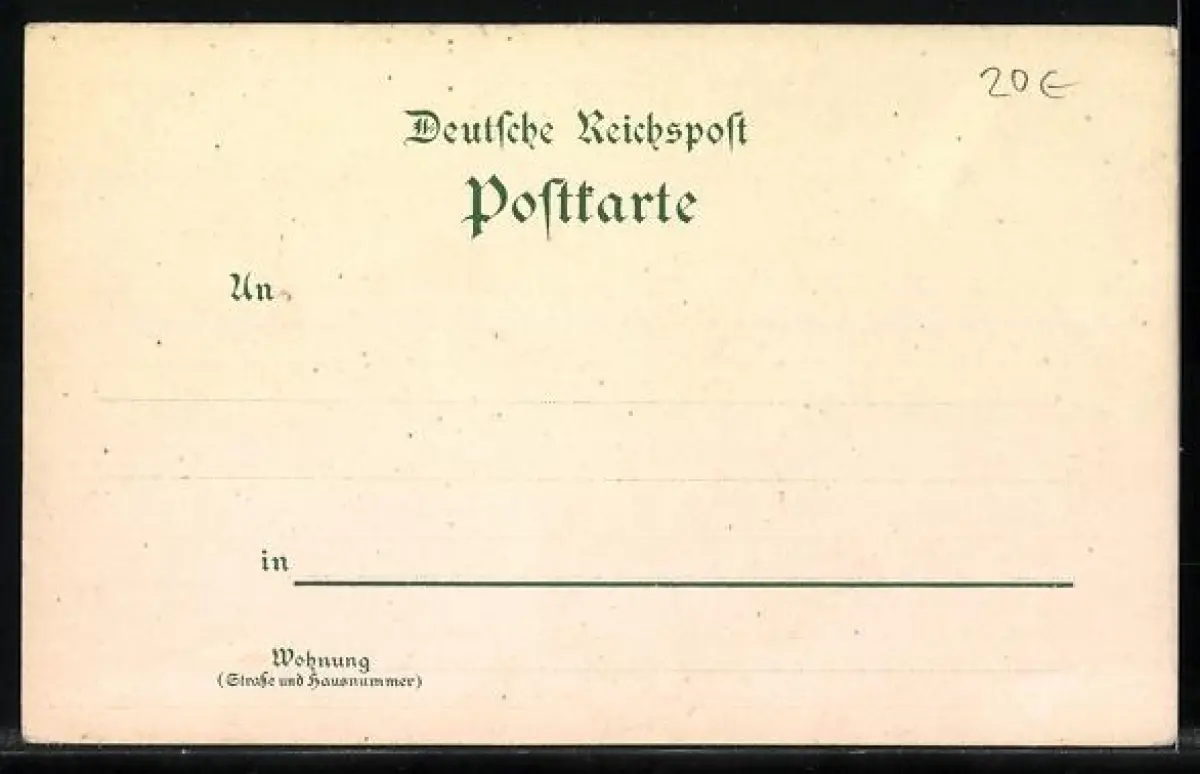 20€
Deutſche Reichspoſt
Poſtkarte
An
in
Wohnung
(Straße und Hausnummer)